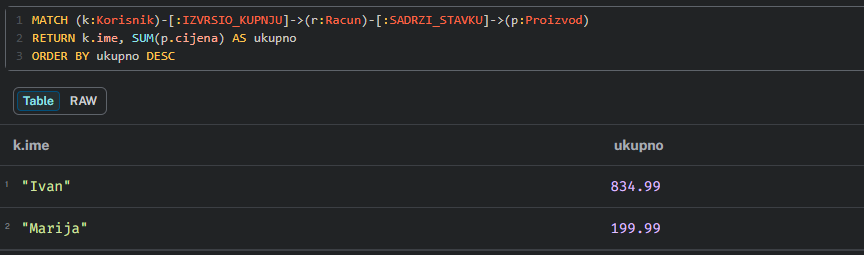 1 MATCH (k:Korisnik)-[:IZVRSIO_KUPNJU]->(r:Racun)-[:SADRZI_STAVKU]->(p:Proizvod)
2 RETURN k.ime, SUM(p.cijena) AS ukupno
3 ORDER BY ukupno DESC
Table RAW
k.ime ukupno
1 "Ivan" 834.99
2 "Marija" 199.99